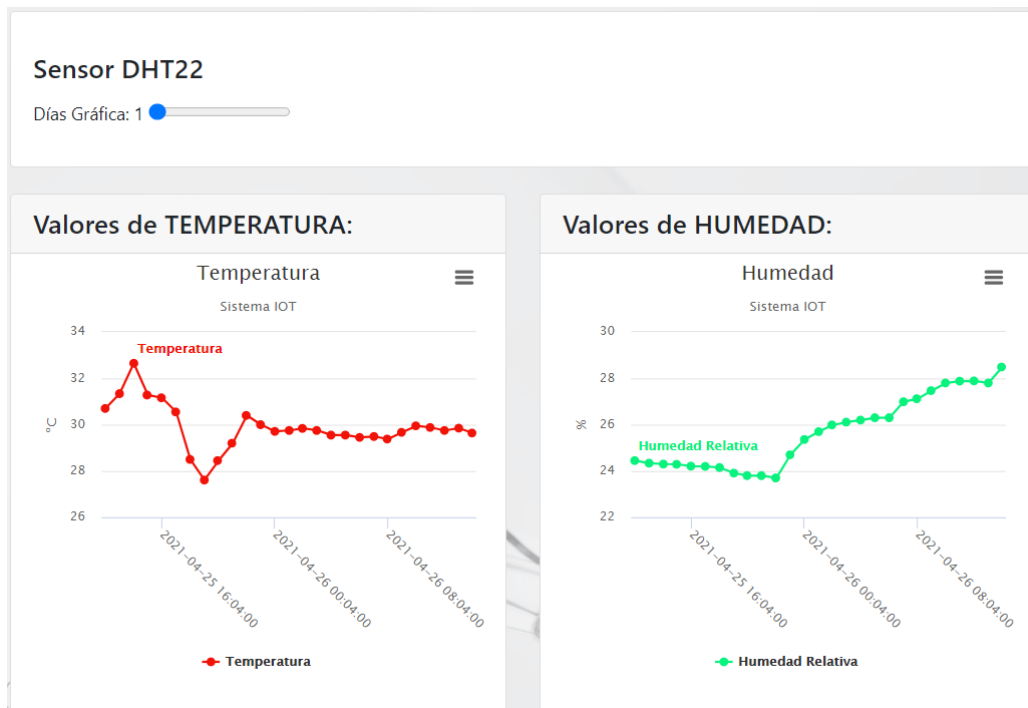 Sensor DHT22
Días Gráfica: 1
Valores de TEMPERATURA:
Temperatura
Sistema IOT
34
32
30
28
26
°C
Temperatura
2021-04-25 16:04:00
2021-04-26 00:04:00
2021-04-26 08:04:00
Temperatura
Valores de HUMEDAD:
Humedad
Sistema IOT
30
28
26
24
22
%
Humedad Relativa
2021-04-25 16:04:00
2021-04-26 00:04:00
2021-04-26 08:04:00
Humedad Relativa